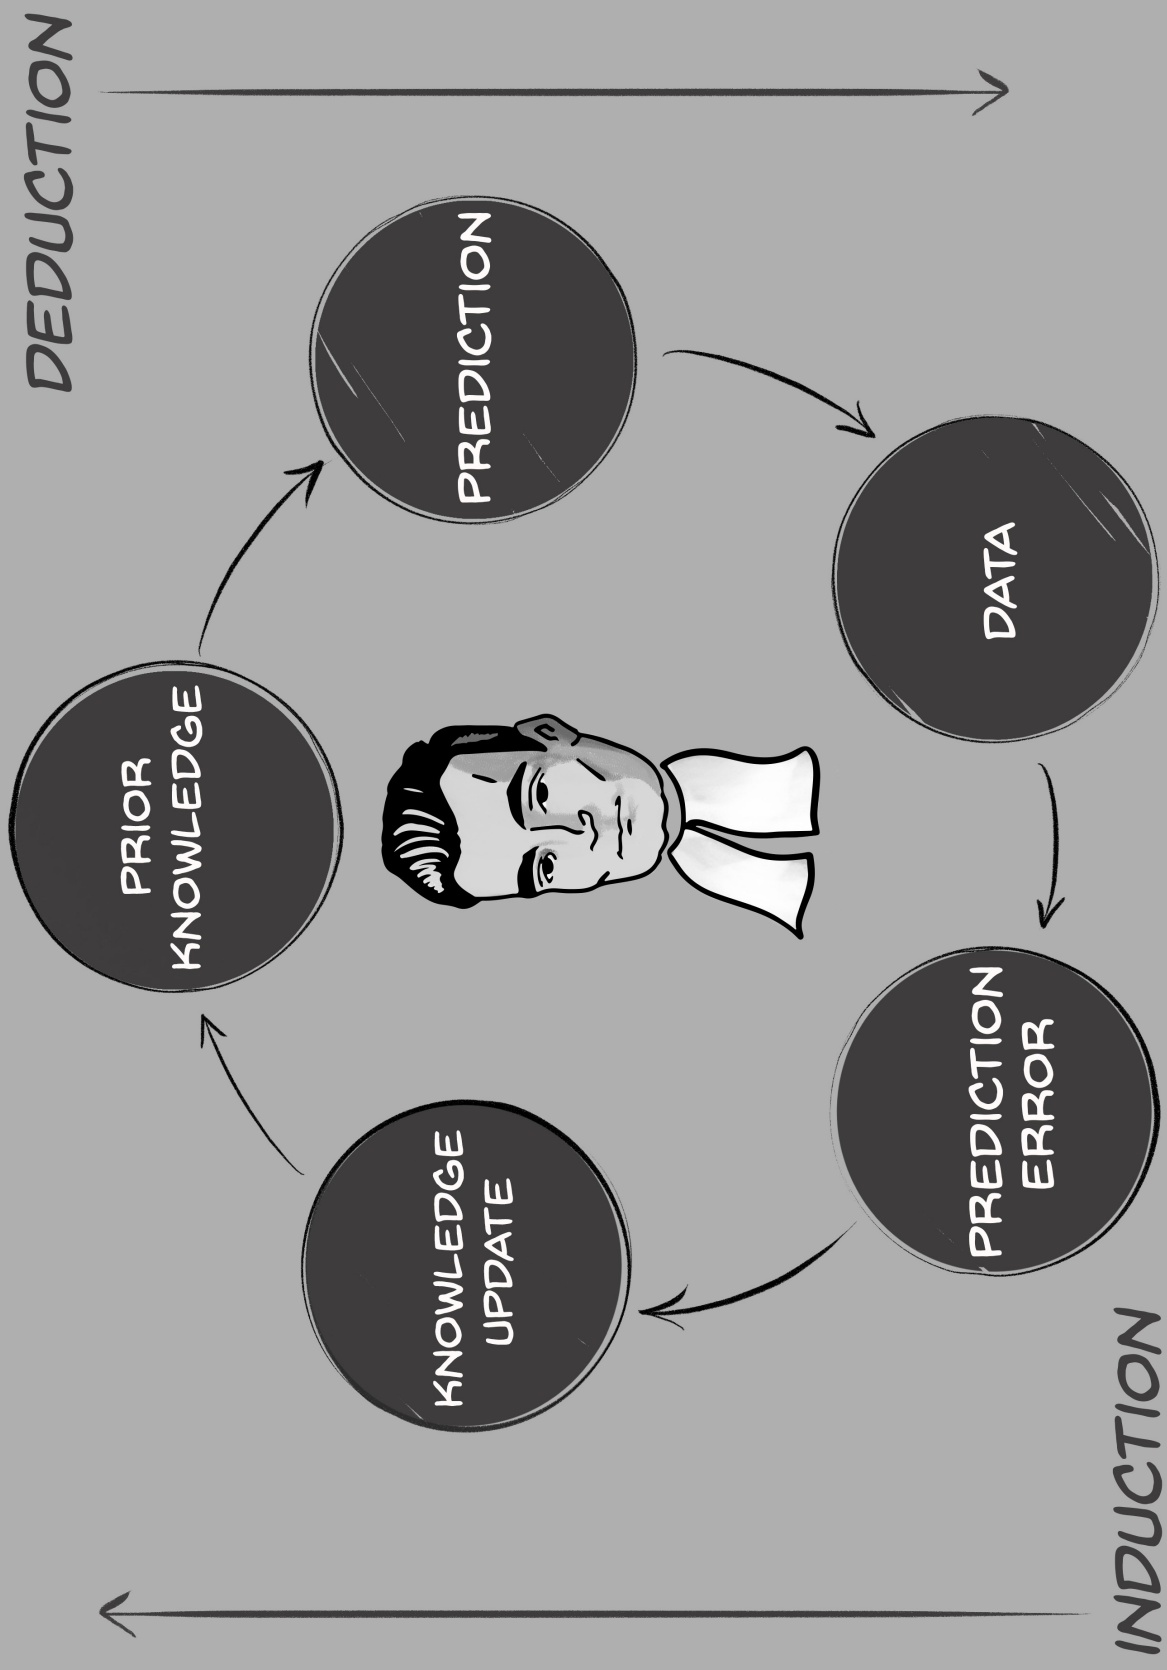 DEDUCTION
PRIOR
KNOWLEDGE
PREDICTION
DATA
PREDICTION
ERROR
KNOWLEDGE
UPDATE
INDUCTION